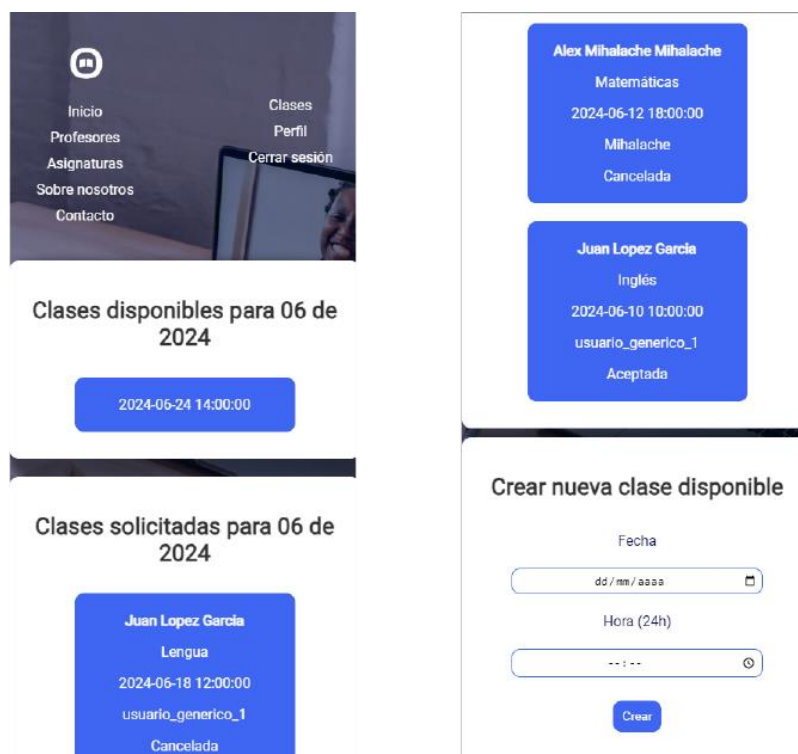 Inicio
Profesores
Asignaturas
Sobre nosotros
Contacto
Clases
Perfil
Cerrar sesión
Clases disponibles para 06 de
2024
2024-06-24 14:00:00
Clases solicitadas para 06 de
2024
Juan Lopez Garcia
Lengua
2024-06-18 12:00:00
usuario_generico_1
Cancelada
Alex Mihalache Mihalache
Matemáticas
2024-06-12 18:00:00
Mihalache
Cancelada
Juan Lopez Garcia
Inglés
2024-06-10 10:00:00
usuario_generico_1
Aceptada
Crear nueva clase disponible
Fecha
dd/mm/aaaa
Hora (24h)
--:--
Crear